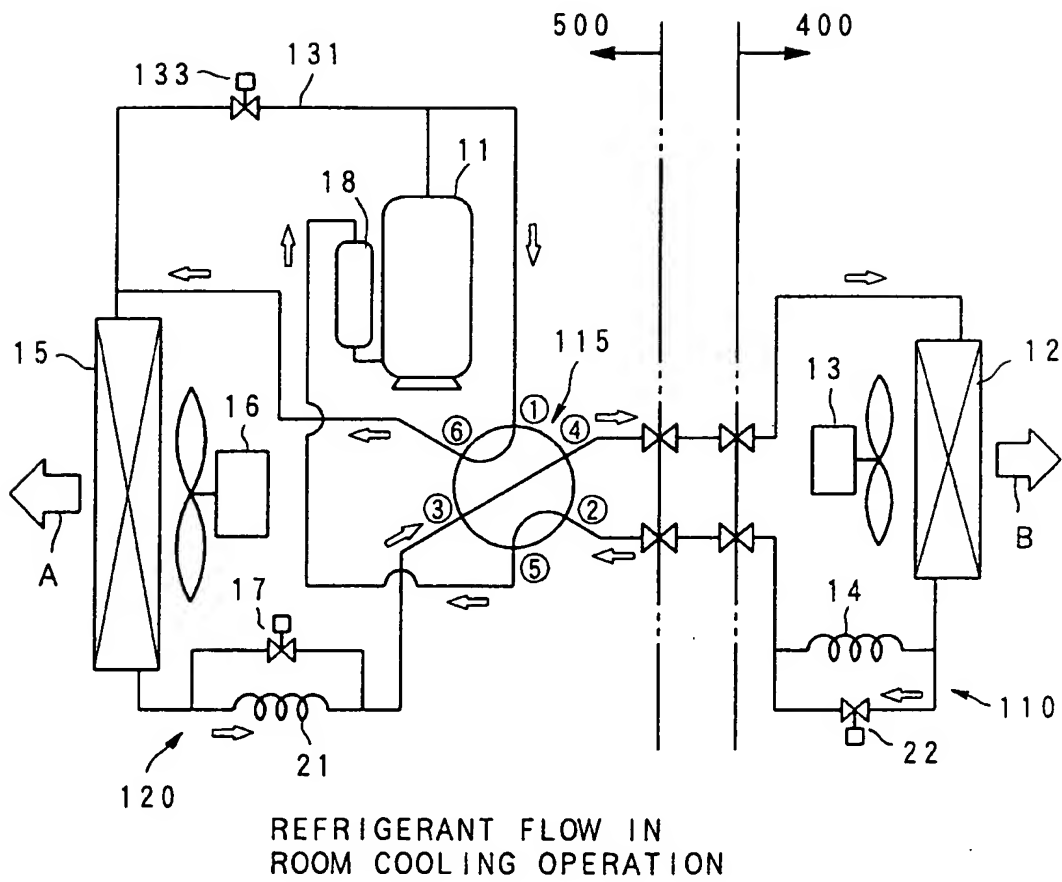 500 400
133 131
11
18
115
15 16 13 12
① ④
⑥
③ ②
⑤
A B
17 14
21 22 110
120
REFRIGERANT FLOW IN
ROOM COOLING OPERATION